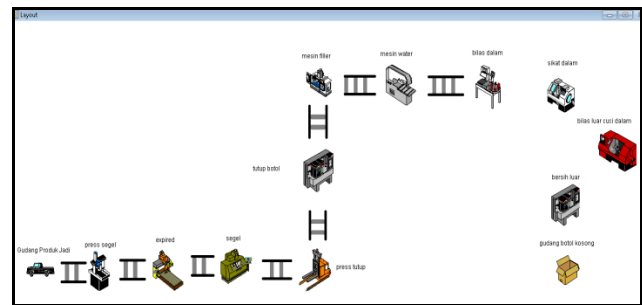 Layout
mesin filler
mesin water
bilas dalam
sikat dalam
bilas luar cusi dalam
tutup botol
bersih luar
Gudang Produk Jadi
press segel
expired
segel
press tutup
gudang botol kosong